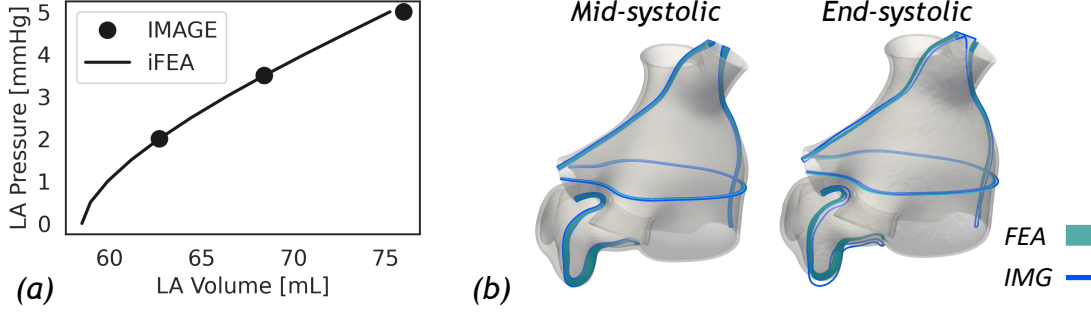 LA Pressure [mmHg]
5
4
3
2
1
0
IMAGE
iFEA
60
65
70
75
LA Volume [mL]
(a)
Mid-systolic
End-systolic
FEA
IMG
(b)